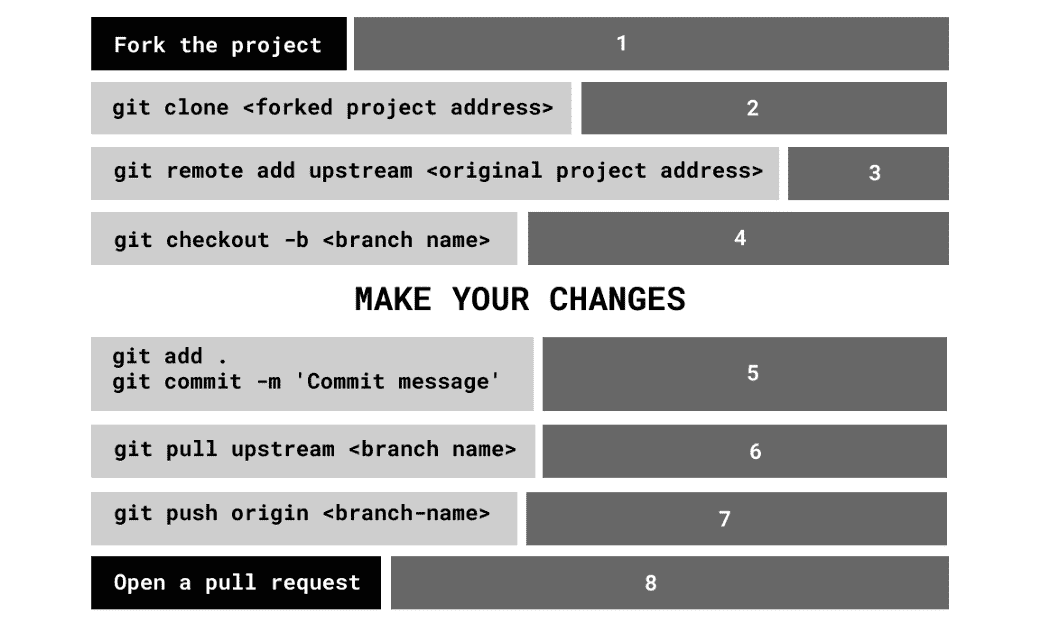 Fork the project 1
git clone <forked project address> 2
git remote add upstream <original project address> 3
git checkout -b <branch name> 4
MAKE YOUR CHANGES
git add .
git commit -m 'Commit message' 5
git pull upstream <branch name> 6
git push origin <branch-name> 7
Open a pull request 8